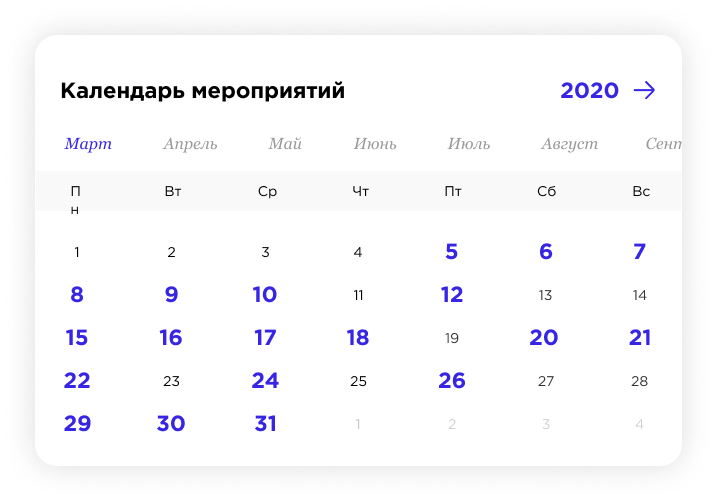 Календарь мероприятий 2020 →
Март Апрель Май Июнь Июль Август Сент
П Вт Ср Чт Пт Сб Вс
н
1 2 3 4 5 6 7
8 9 10 11 12 13 14
15 16 17 18 19 20 21
22 23 24 25 26 27 28
29 30 31 1 2 3 4